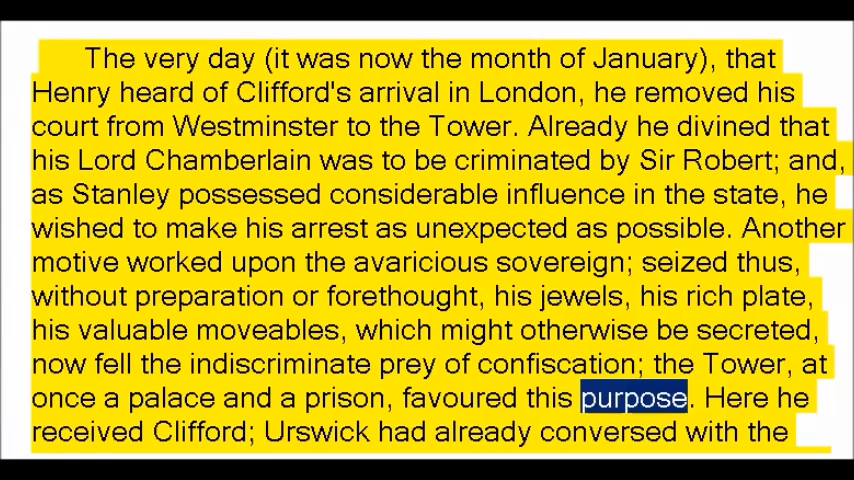 The very day (it was now the month of January), that
Henry heard of Clifford's arrival in London, he removed his
court from Westminster to the Tower. Already he divined that
his Lord Chamberlain was to be criminated by Sir Robert; and,
as Stanley possessed considerable influence in the state, he
wished to make his arrest as unexpected as possible. Another
motive worked upon the avaricious sovereign; seized thus,
without preparation or forethought, his jewels, his rich plate,
his valuable moveables, which might otherwise be secreted,
now fell the indiscriminate prey of confiscation; the Tower, at
once a palace and a prison, favoured this purpose. Here he
received Clifford; Urswick had already conversed with the